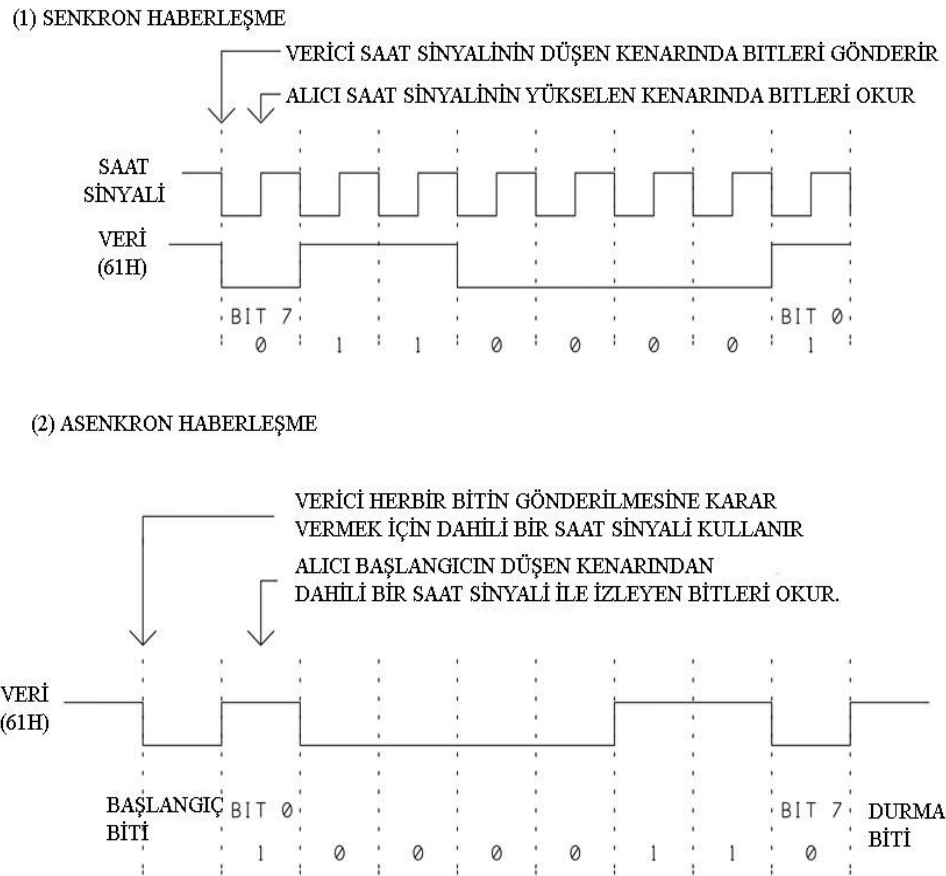 (1) SENKRON HABERLEŞME
VERİCİ SAAT SİNYALİNİN DÜŞEN KENARINDA BITLERİ GÖNDERİR
ALICI SAAT SİNYALİNİN YÜKSELEN KENARINDA BITLERİ OKUR
SAAT
SİNYALİ
VERİ
(61H)
BIT 7 BIT 0
0 1 1 0 0 0 0 1
(2) ASENKRON HABERLEŞME
VERİCİ HERBİR BİTİN GÖNDERİLMESİNE KARAR
VERMEK İÇİN DAHİLİ BİR SAAT SİNYALİ KULLANIR
ALICI BAŞLANGICIN DÜŞEN KENARINDAN
DAHİLİ BİR SAAT SİNYALİ İLE İZLEYEN BİTLERİ OKUR.
VERİ
(61H)
BAŞLANGIÇ
BİTİ
BIT 0 BIT 7
1 0 0 0 0 1 1 0
DURMA
BİTİ